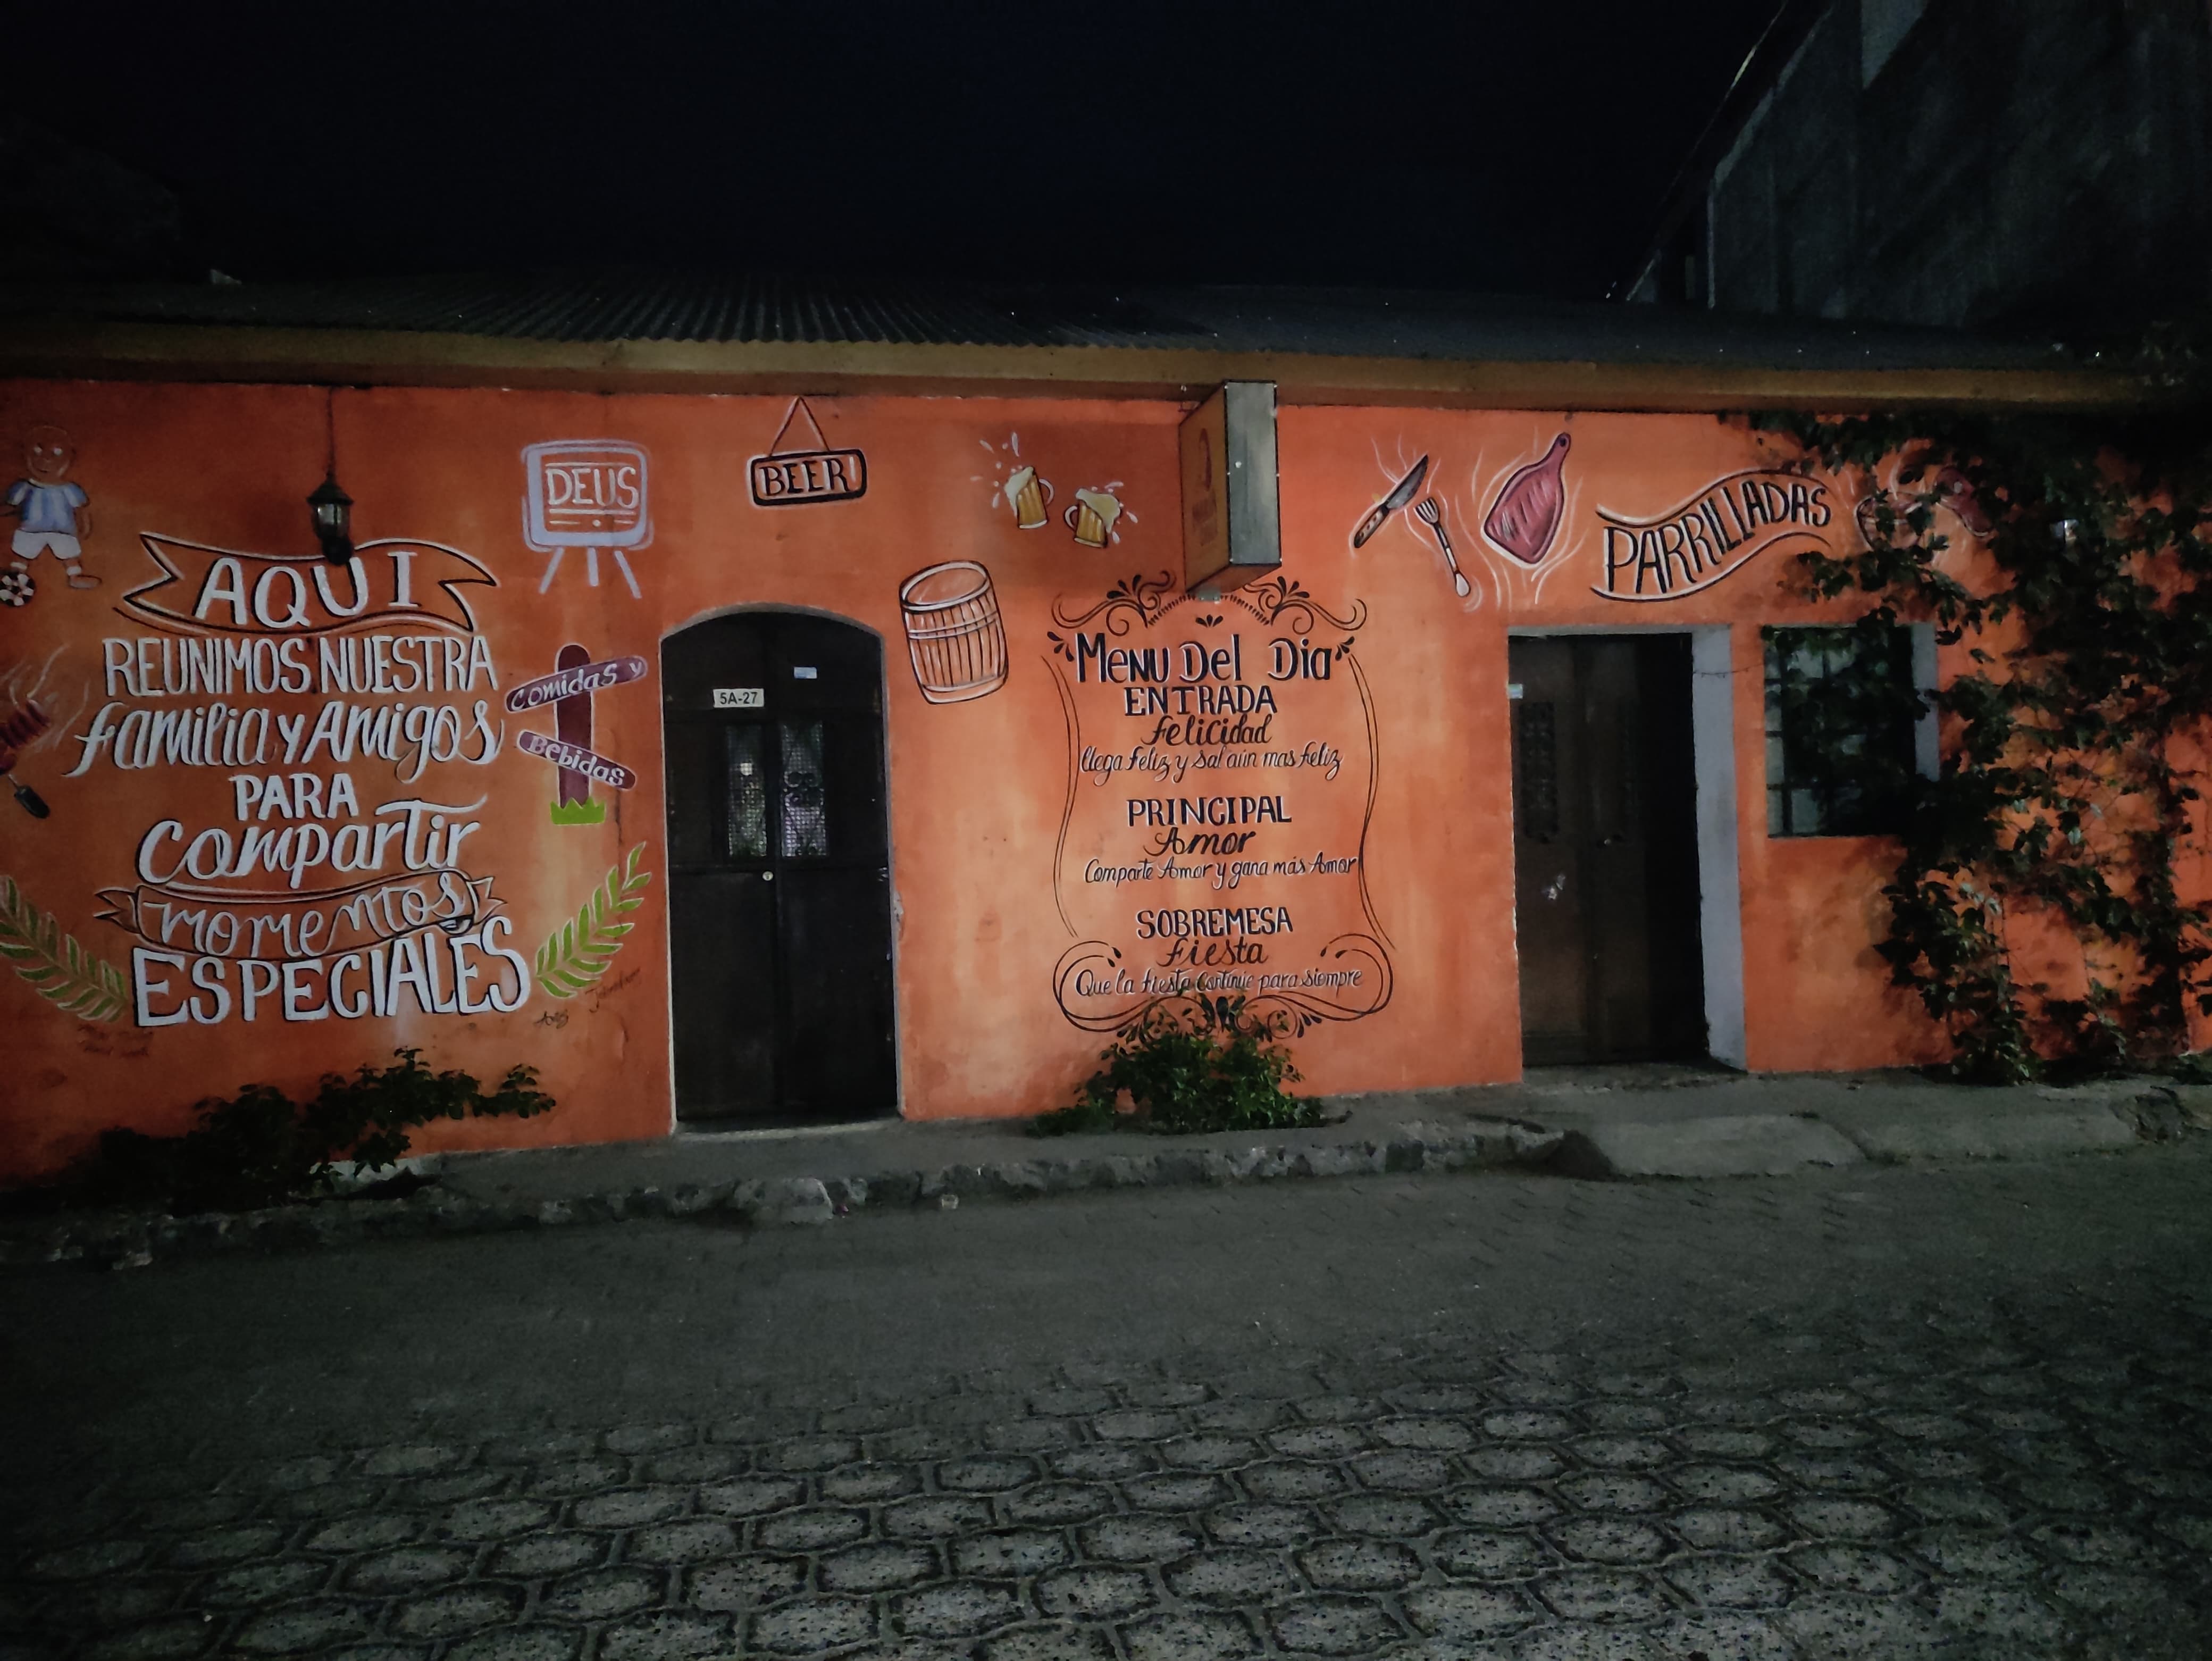 AQUI
REUNIMOS NUESTRA
familia y Amigos
PARA
Compartir
momentos
ESPECIALES
DEUS
Comidas y
Bebidas
BEER
5A-27
Menu Del Dia
ENTRADA
felicidad
llega feliz y sal aún mas feliz
PRINCIPAL
Amor
Comparte Amor y gana más Amor
SOBREMESA
fiesta
Que la fiesta Continúe para siempre
PARRILLADAS